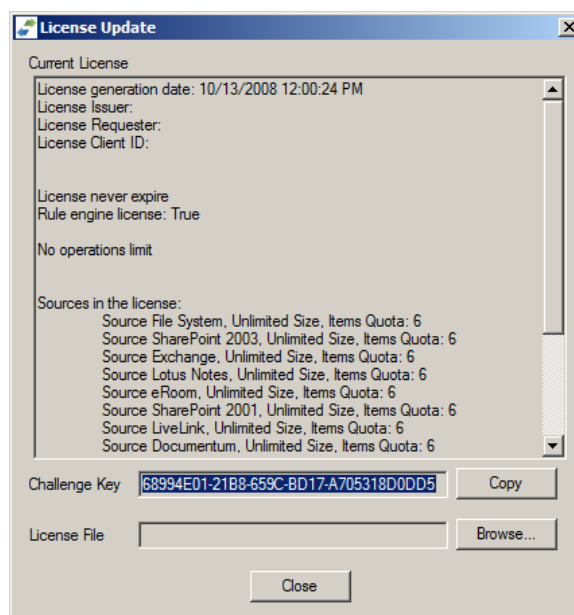 License Update
Current License
License generation date: 10/13/2008 12:00:24 PM
License Issuer:
License Requester:
License Client ID:
License never expire
Rule engine license: True
No operations limit
Sources in the license:
Source File System, Unlimited Size, Items Quota: 6
Source SharePoint 2003, Unlimited Size, Items Quota: 6
Source Exchange, Unlimited Size, Items Quota: 6
Source Lotus Notes, Unlimited Size, Items Quota: 6
Source eRoom, Unlimited Size, Items Quota: 6
Source SharePoint 2001, Unlimited Size, Items Quota: 6
Source LiveLink, Unlimited Size, Items Quota: 6
Source Documentum, Unlimited Size, Items Quota: 6
Challenge Key 68994E01-21B8-659C-BD17-A705318D0DD5 Copy
License File Browse...
Close